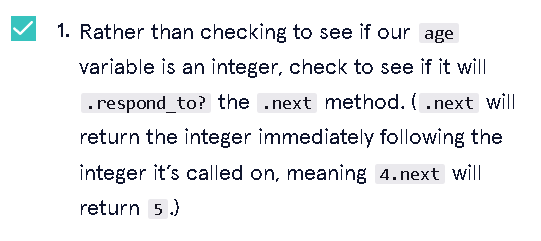 1. Rather than checking to see if our age
variable is an integer, check to see if it will
.respond_to? the .next method. ( .next will
return the integer immediately following the
integer it’s called on, meaning 4.next will
return 5 .)